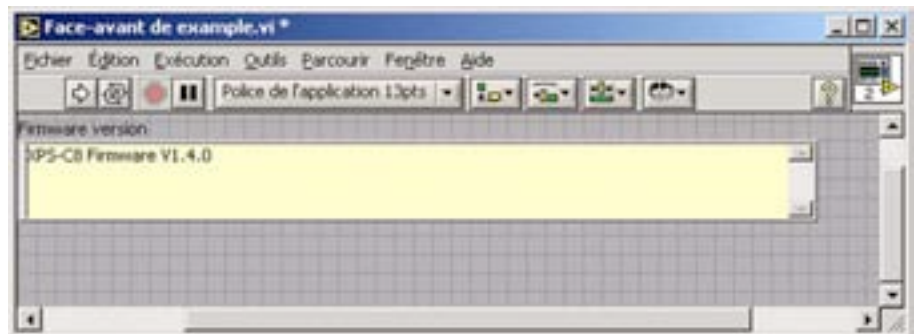 Face-avant de example.vi *
Fichier Édition Exécution Outils Parcourir Fenêtre Aide
Police de l'application 13pts
2
Firmware version
XPS-C8 Firmware V1.4.0